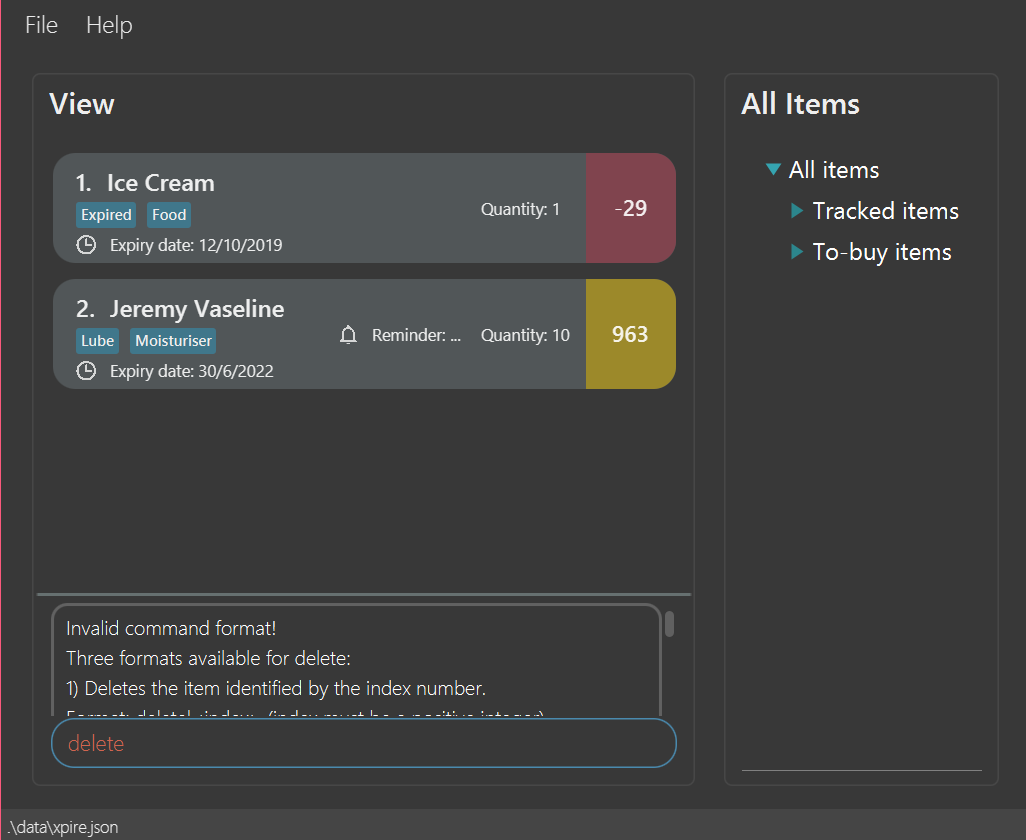 File Help
View
1. Ice Cream
Expired Food
Quantity: 1
-29
Expiry date: 12/10/2019
2. Jeremy Vaseline
Lube Moisturiser
Reminder: ... Quantity: 10
963
Expiry date: 30/6/2022
Invalid command format!
Three formats available for delete:
1) Deletes the item identified by the index number.
delete
All Items
All items
Tracked items
To-buy items
.\data\xpire.json